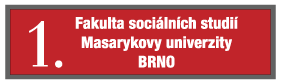 1.
Fakulta sociálních studií
Masarykovy univerzity
BRNO